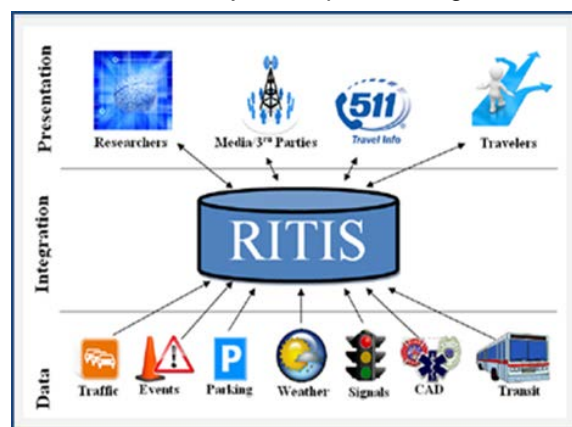 Presentation
511
Travel Info
Researchers
Media/3rd Parties
Travelers
Integration
RITIS
Data
P
Traffic
Events
Parking
Weather
Signals
CAD
Transit